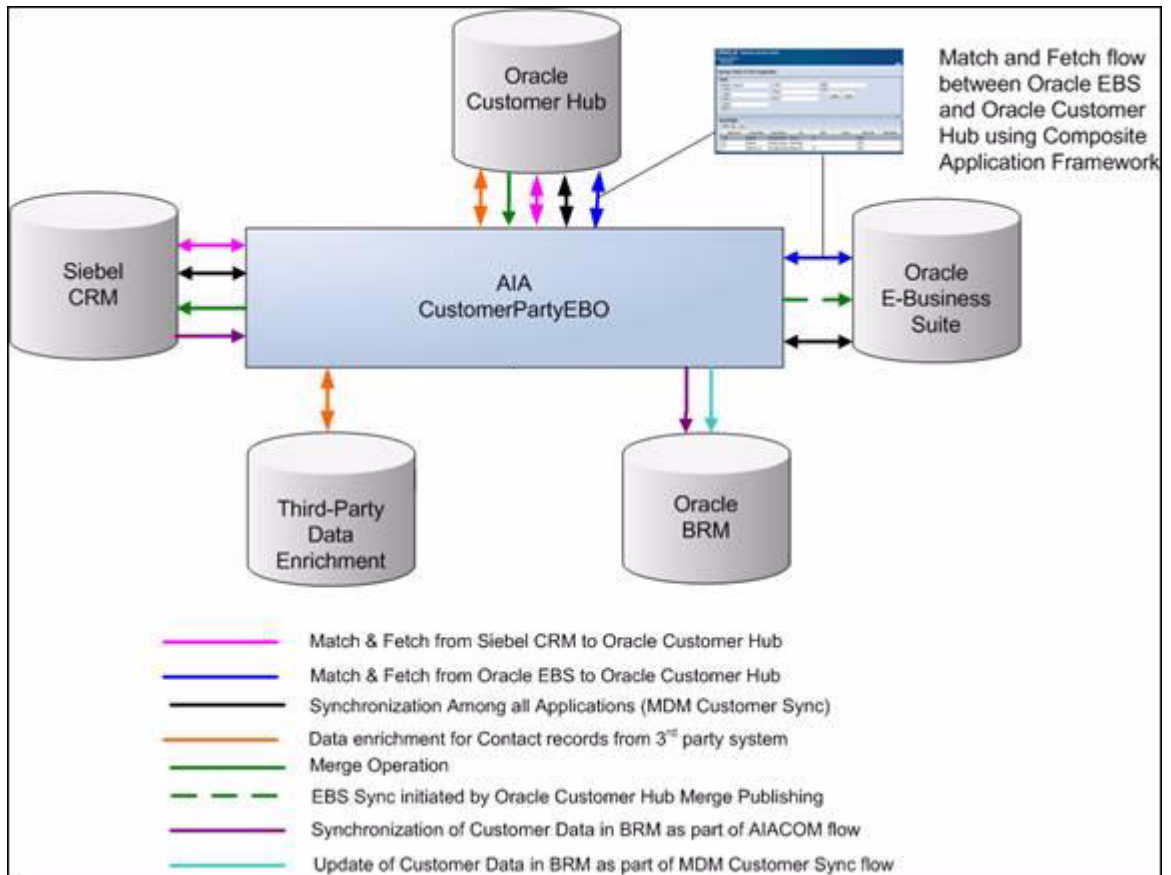 Oracle
Customer Hub
Match and Fetch flow
between Oracle EBS
and Oracle Customer
Hub using Composite
Application Framework
Siebel
CRM
AIA
CustomerPartyEBO
Oracle
E-Business
Suite
Third-Party
Data
Enrichment
Oracle
BRM
Match & Fetch from Siebel CRM to Oracle Customer Hub
Match & Fetch from Oracle EBS to Oracle Customer Hub
Synchronization Among all Applications (MDM Customer Sync)
Data enrichment for Contact records from 3rd party system
Merge Operation
EBS Sync initiated by Oracle Customer Hub Merge Publishing
Synchronization of Customer Data in BRM as part of AIACOM flow
Update of Customer Data in BRM as part of MDM Customer Sync flow